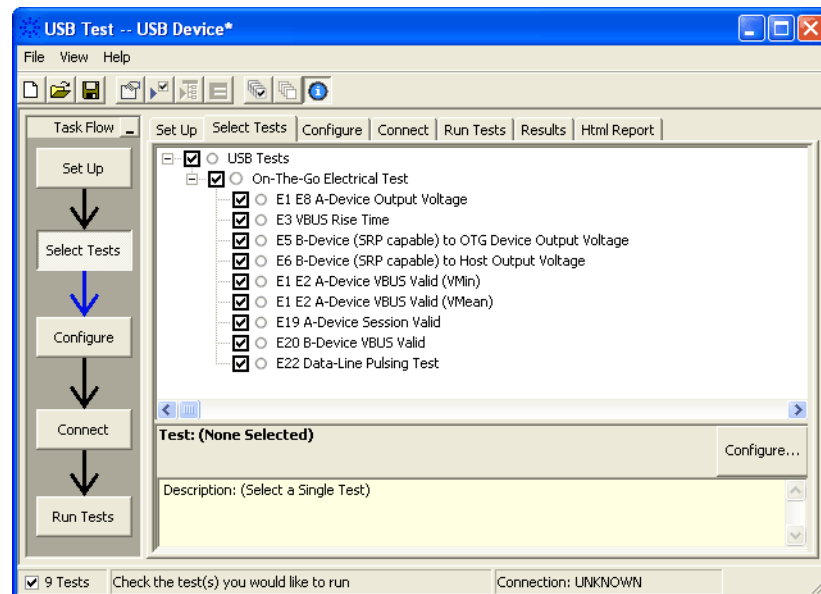 USB Test -- USB Device*
File View Help
Task Flow
Set Up Select Tests Configure Connect Run Tests Results Html Report
Set Up
Select Tests
Configure
Connect
Run Tests
USB Tests
On-The-Go Electrical Test
E1 E8 A-Device Output Voltage
E3 VBUS Rise Time
E5 B-Device (SRP capable) to OTG Device Output Voltage
E6 B-Device (SRP capable) to Host Output Voltage
E1 E2 A-Device VBUS Valid (VMin)
E1 E2 A-Device VBUS Valid (VMean)
E19 A-Device Session Valid
E20 B-Device VBUS Valid
E22 Data-Line Pulsing Test
Test: (None Selected)
Configure...
Description: (Select a Single Test)
9 Tests Check the test(s) you would like to run Connection: UNKNOWN